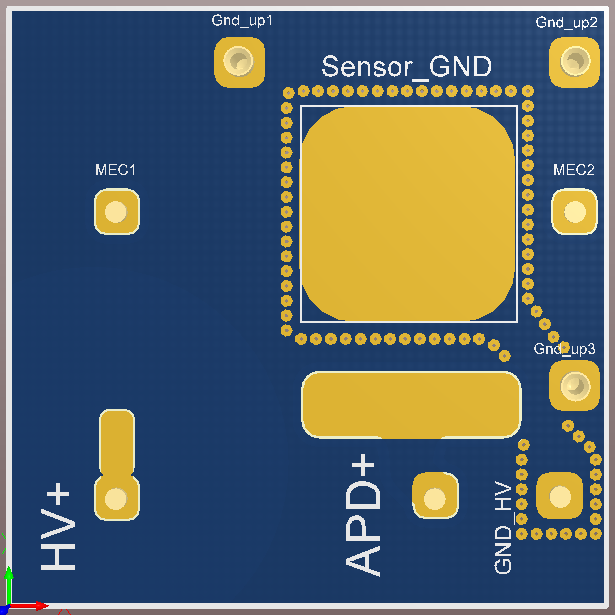 Gnd_up1
Gnd_up2
Sensor_GND
MEC1
MEC2
Gnd_up3
HV+
APD+
GND_HV